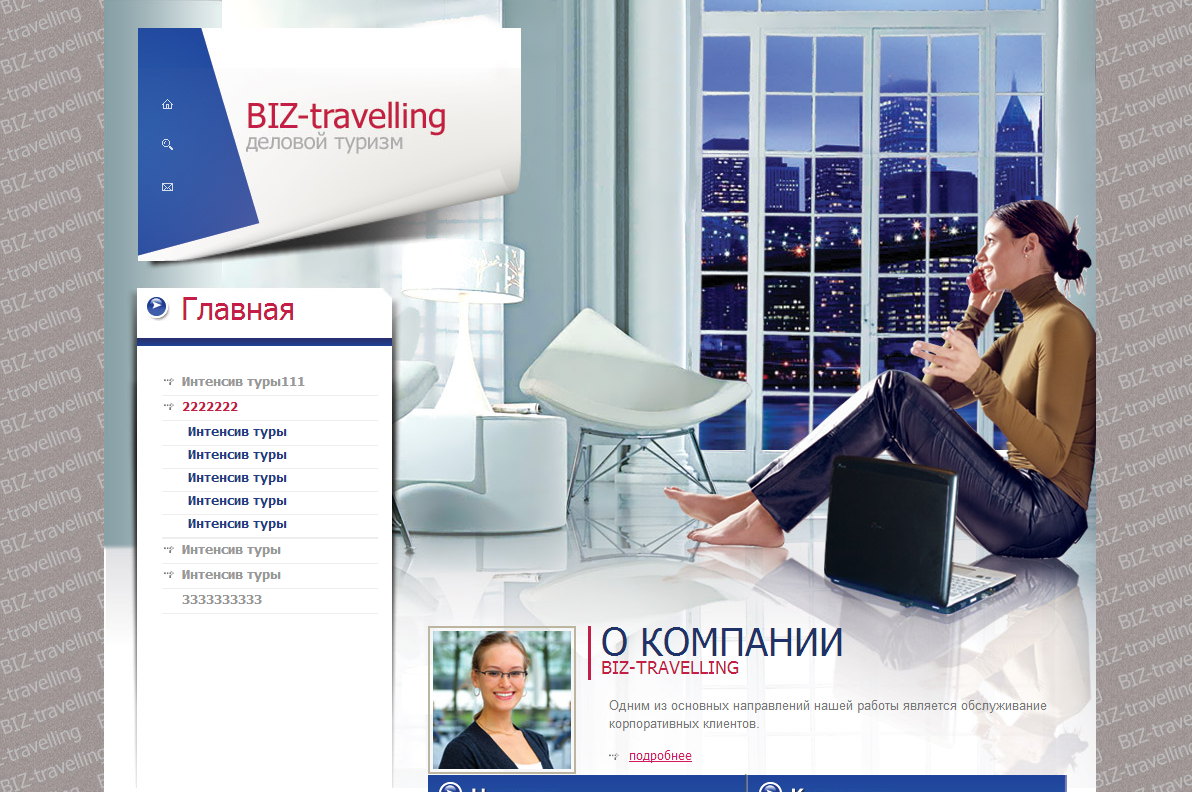 BIZ-travelling
деловой туризм
Главная
Интенсив туры111
2222222
Интенсив туры
Интенсив туры
Интенсив туры
Интенсив туры
Интенсив туры
Интенсив туры
Интенсив туры
3333333333
О КОМПАНИИ
BIZ-TRAVELLING
Одним из основных направлений нашей работы является обслуживание
корпоративных клиентов.
подробнее